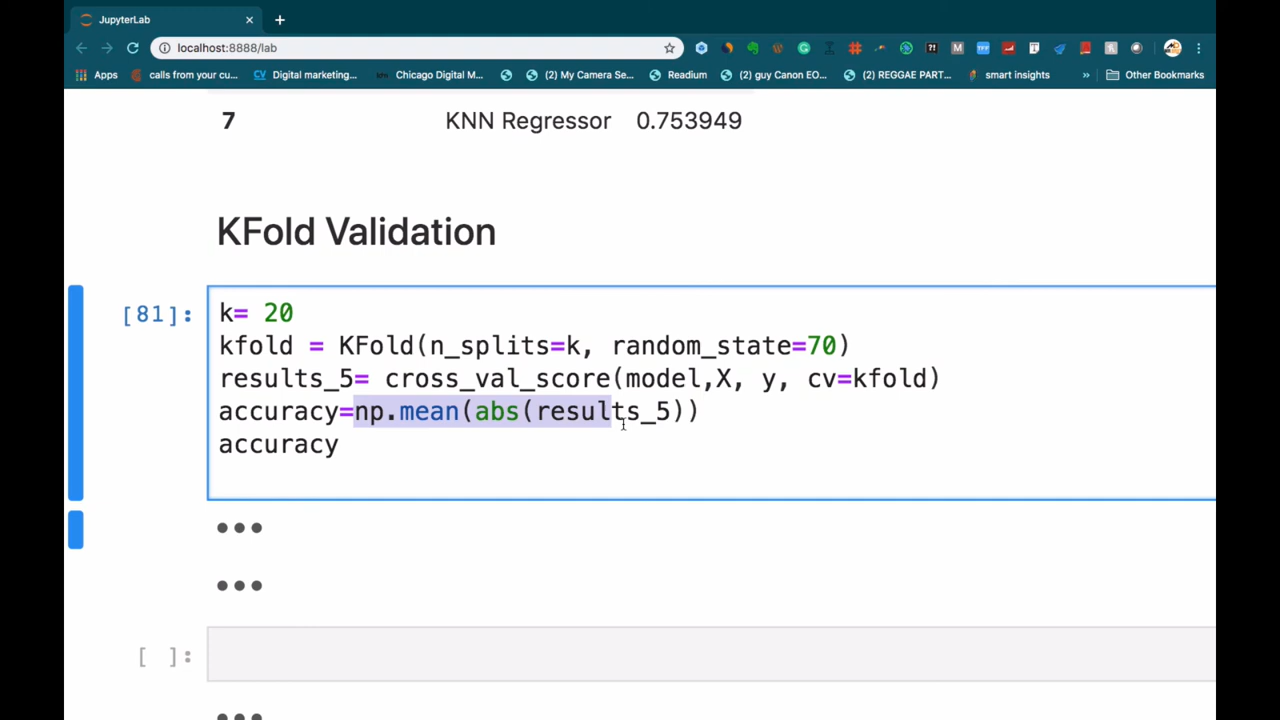 JupyterLab
localhost:8888/lab
Apps calls from your cu... CV Digital marketing... Chicago Digital M... (2) My Camera Se... Readium (2) guy Canon EO... (2) REGGAE PART... smart insights » Other Bookmarks
7 KNN Regressor 0.753949
KFold Validation
[81]: k= 20
kfold = KFold(n_splits=k, random_state=70)
results_5= cross_val_score(model,X, y, cv=kfold)
accuracy=np.mean(abs(results_5))
accuracy
[ ]: